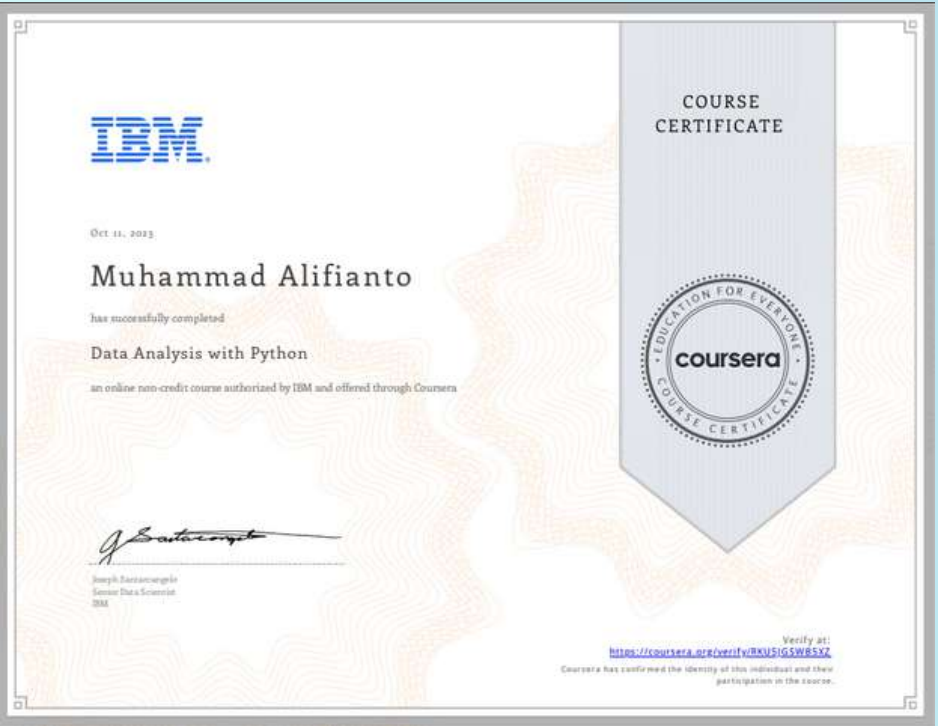 COURSE
CERTIFICATE
IBM
Oct 11, 2023
Muhammad Alifianto
has successfully completed
Data Analysis with Python
an online non-credit course authorized by IBM and offered through Coursera
EDUCATION FOR EVERYONE
coursera
COURSE CERTIFICATE
Joseph Santarcangelo
Senior Data Scientist
IBM
Verify at:
https://coursera.org/verify/
Coursera has confirmed the identity of this individual and their
participation in the course.